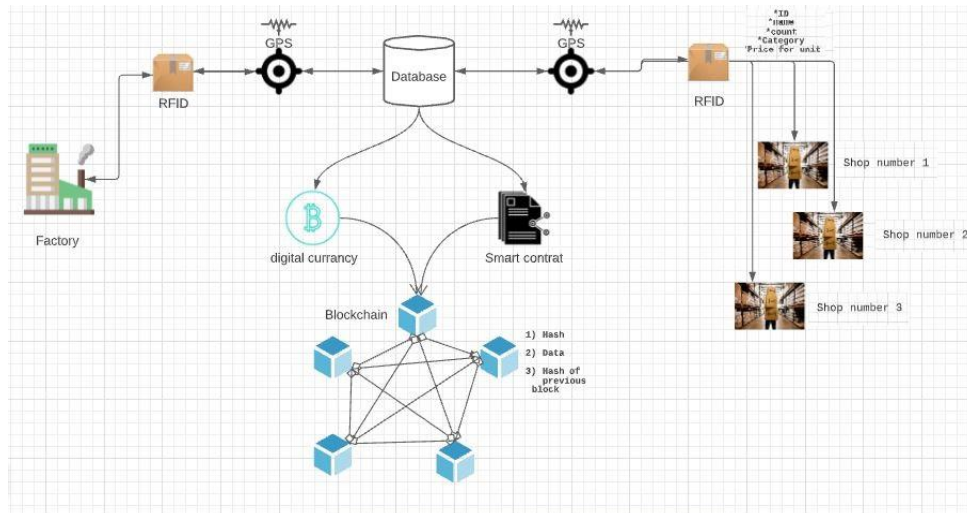 *ID
*name
*count
*Category
*Price for unit
GPS
GPS
Database
RFID
RFID
Shop number 1
Factory
digital currancy
Smart contrat
Shop number 2
Blockchain
Shop number 3
1) Hash
2) Data
3) Hash of
previous
block